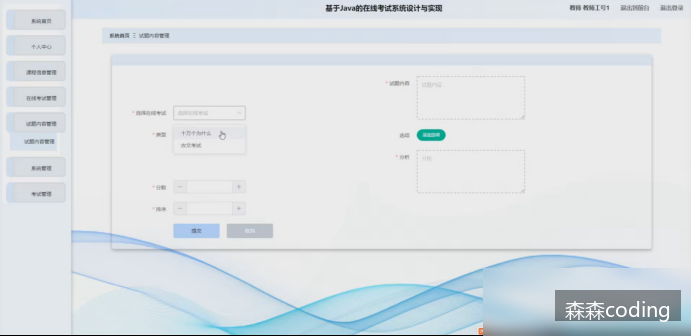 基于Java的在线考试系统设计与实现
教师 教师工号1 退出到前台 退出登录
系统首页
个人中心
课程信息管理
在线考试管理
试题内容管理
试题内容管理
系统管理
考试管理
系统首页 试题内容管理
* 选择在线考试 选择在线考试
十万个为什么
古文考试
* 类型
* 分数
* 排序
提交 取消
* 试题内容 试题内容
选项 添加选项
* 分析 分析
森森coding